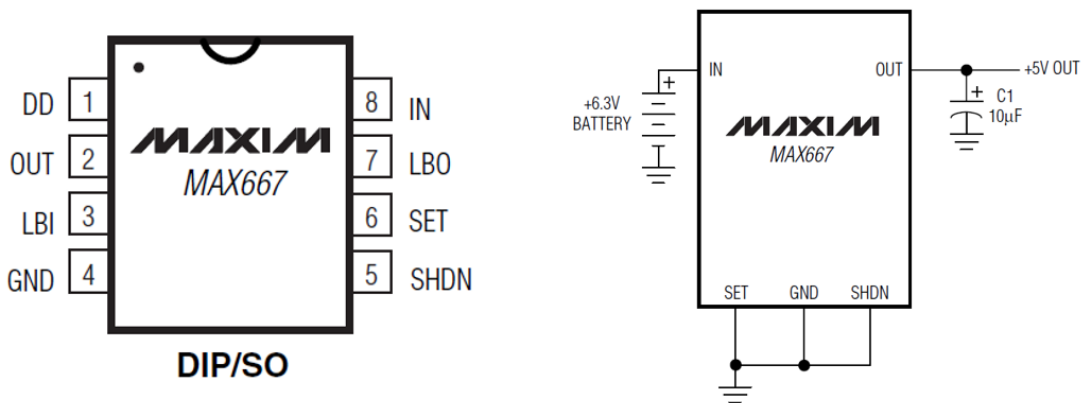 DD 1
OUT 2
LBI 3
GND 4
8 IN
7 LBO
6 SET
5 SHDN
MAXIM
MAX667
DIP/SO
IN
OUT
+5V OUT
+
+6.3V
BATTERY
+
C1
10µF
MAXIM
MAX667
SET GND SHDN